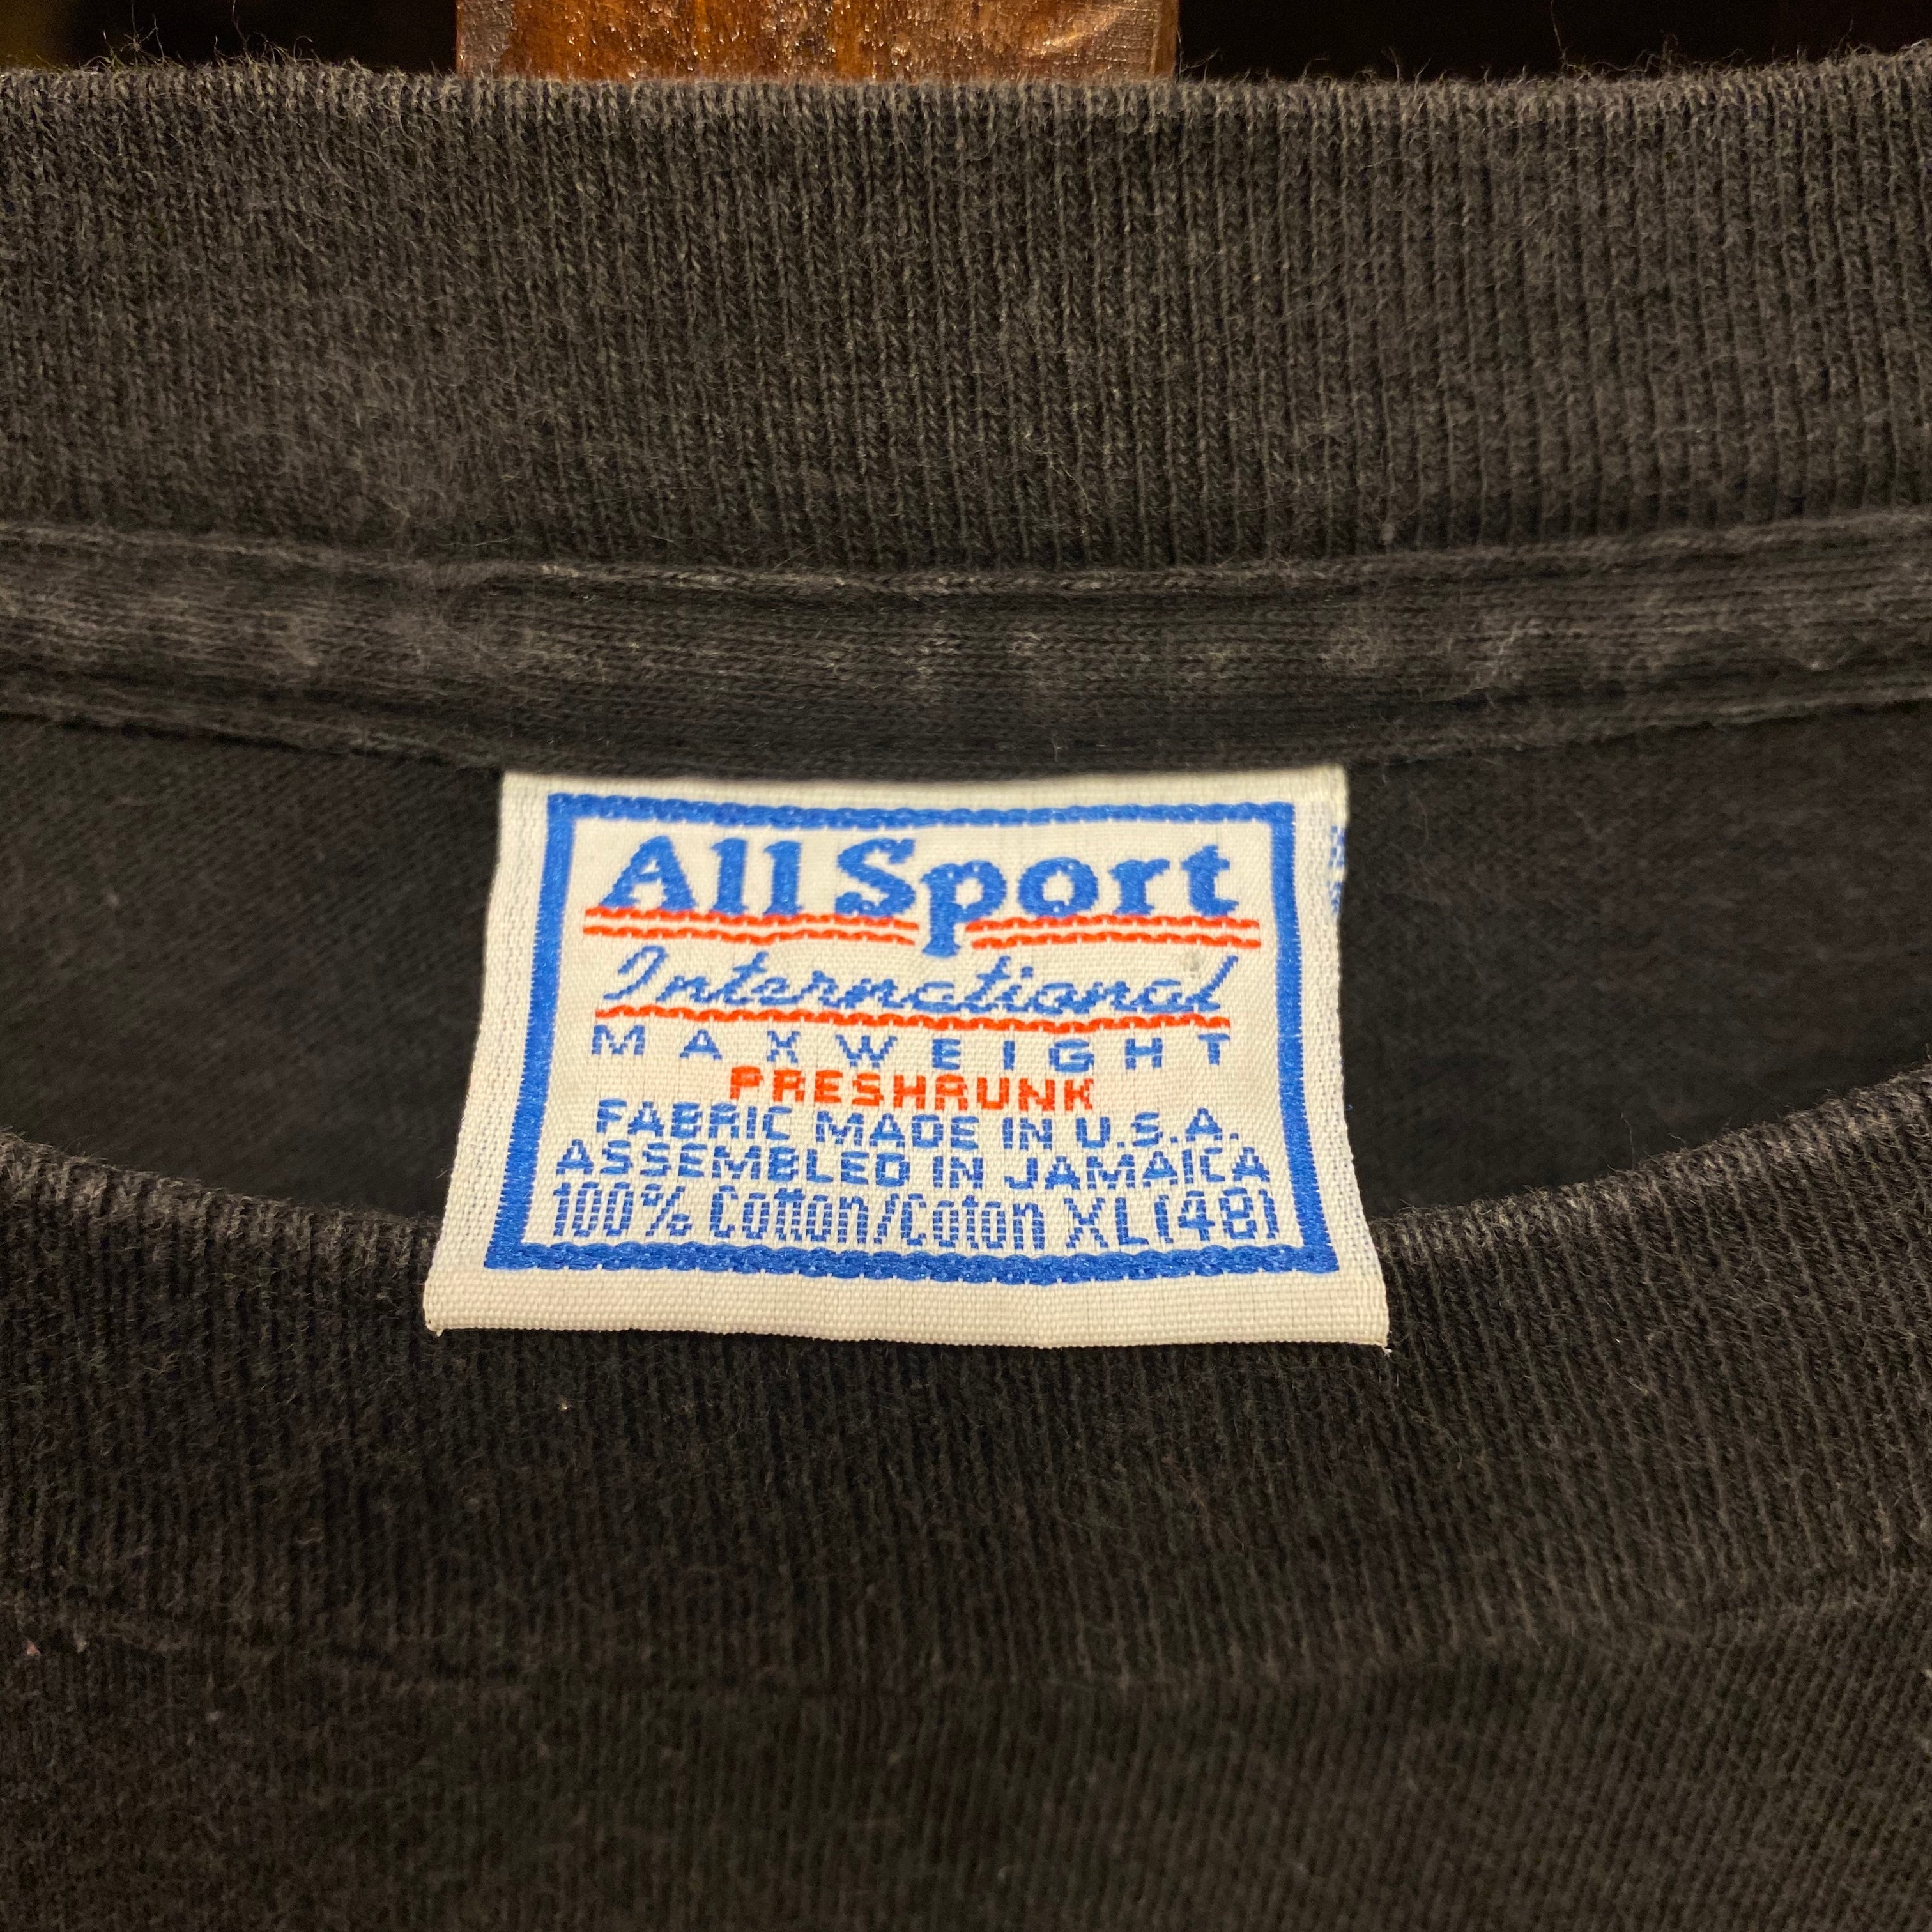 All Sport
International
MAXWEIGHT
PRESHRUNK
FABRIC MADE IN U.S.A.
ASSEMBLED IN JAMAICA
100% Cotton/Coton XL(48)